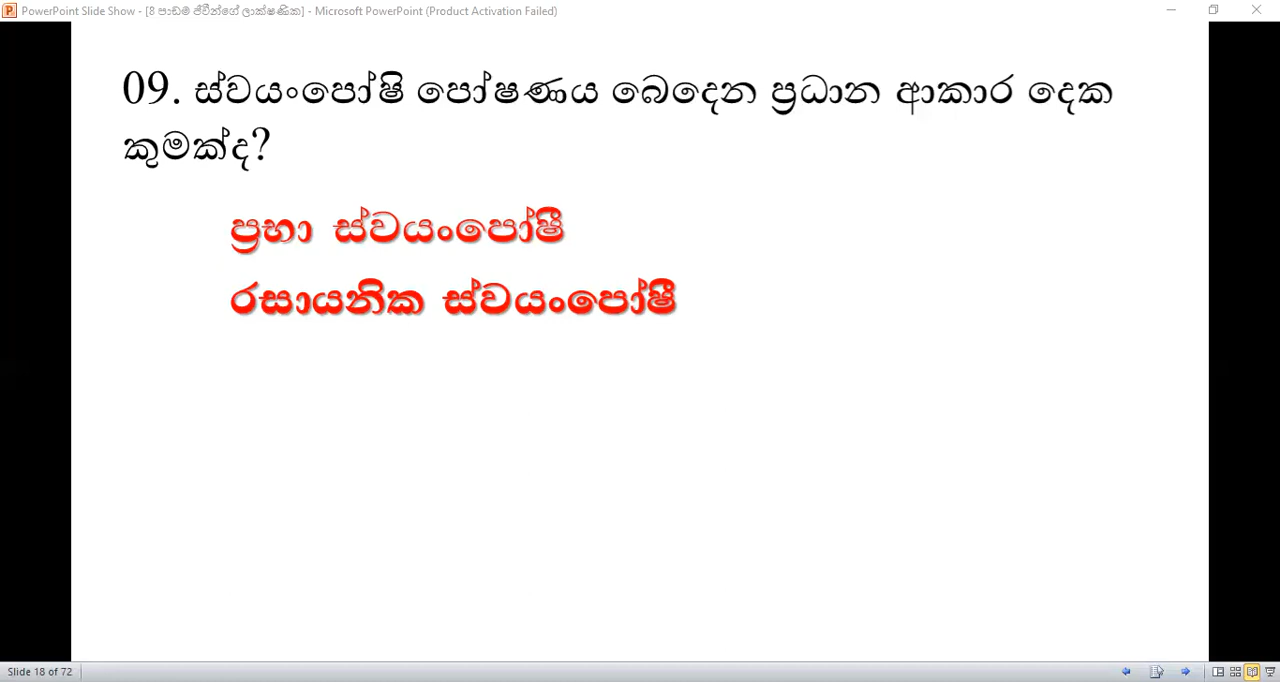 PowerPoint Slide Show - [8 පාඩම ජීවීන්ගේ ලාක්ෂණික] - Microsoft PowerPoint (Product Activation Failed)
09. ස්වයංපෝෂී පෝෂණය බෙදෙන ප්‍රධාන ආකාර දෙක
කුමක්ද?
ප්‍රභා ස්වයංපෝෂී
රසායනික ස්වයංපෝෂී
Slide 18 of 72